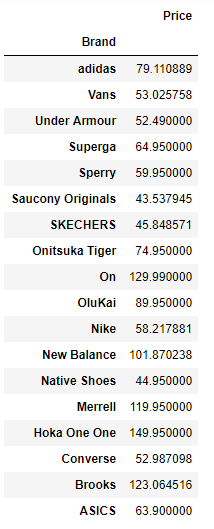 Price
Brand
adidas 79.110889
Vans 53.025758
Under Armour 52.490000
Superga 64.950000
Sperry 59.950000
Saucony Originals 43.537945
SKECHERS 45.848571
Onitsuka Tiger 74.950000
On 129.990000
OluKai 89.950000
Nike 58.217881
New Balance 101.870238
Native Shoes 44.950000
Merrell 119.950000
Hoka One One 149.950000
Converse 52.987098
Brooks 123.064516
ASICS 63.900000